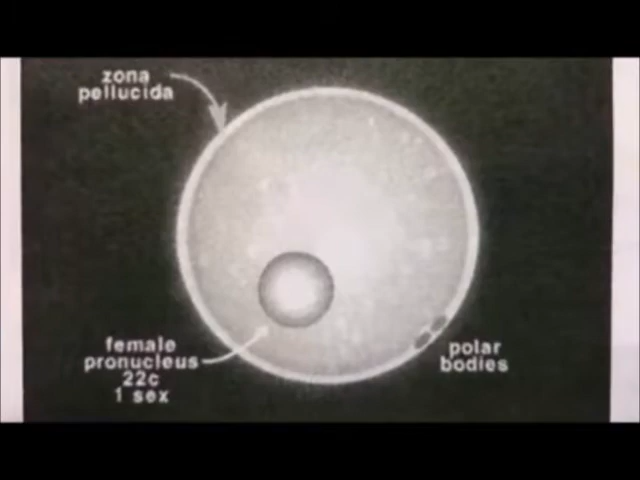 zona
pellucida
female
pronucleus
22c
1 sex
polar
bodies